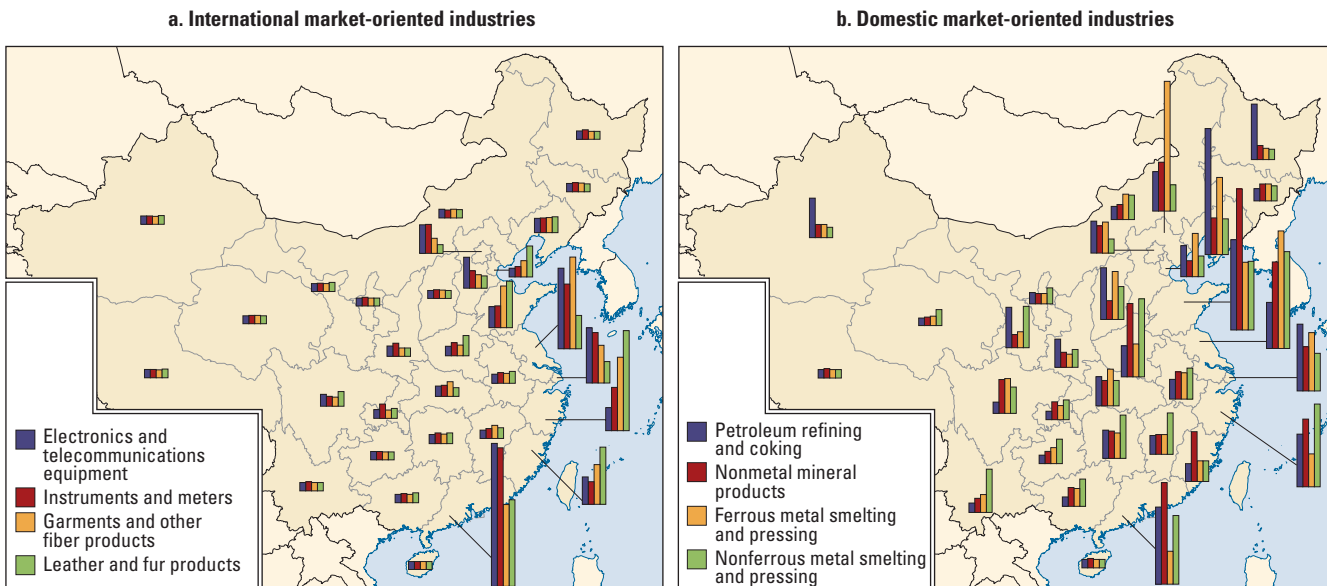 a. International market-oriented industries
b. Domestic market-oriented industries
Electronics and
telecommunications
equipment
Instruments and meters
Garments and other
fiber products
Leather and fur products
Petroleum refining
and coking
Nonmetal mineral
products
Ferrous metal smelting
and pressing
Nonferrous metal smelting
and pressing